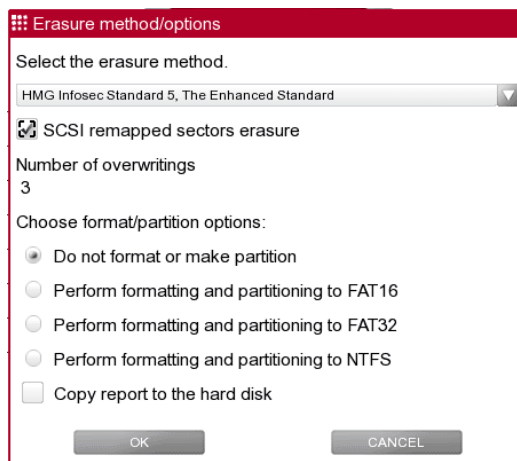 Erasure method/options
Select the erasure method.
HMG Infosec Standard 5, The Enhanced Standard
SCSI remapped sectors erasure
Number of overwritings
3
Choose format/partition options:
Do not format or make partition
Perform formatting and partitioning to FAT16
Perform formatting and partitioning to FAT32
Perform formatting and partitioning to NTFS
Copy report to the hard disk
OK CANCEL